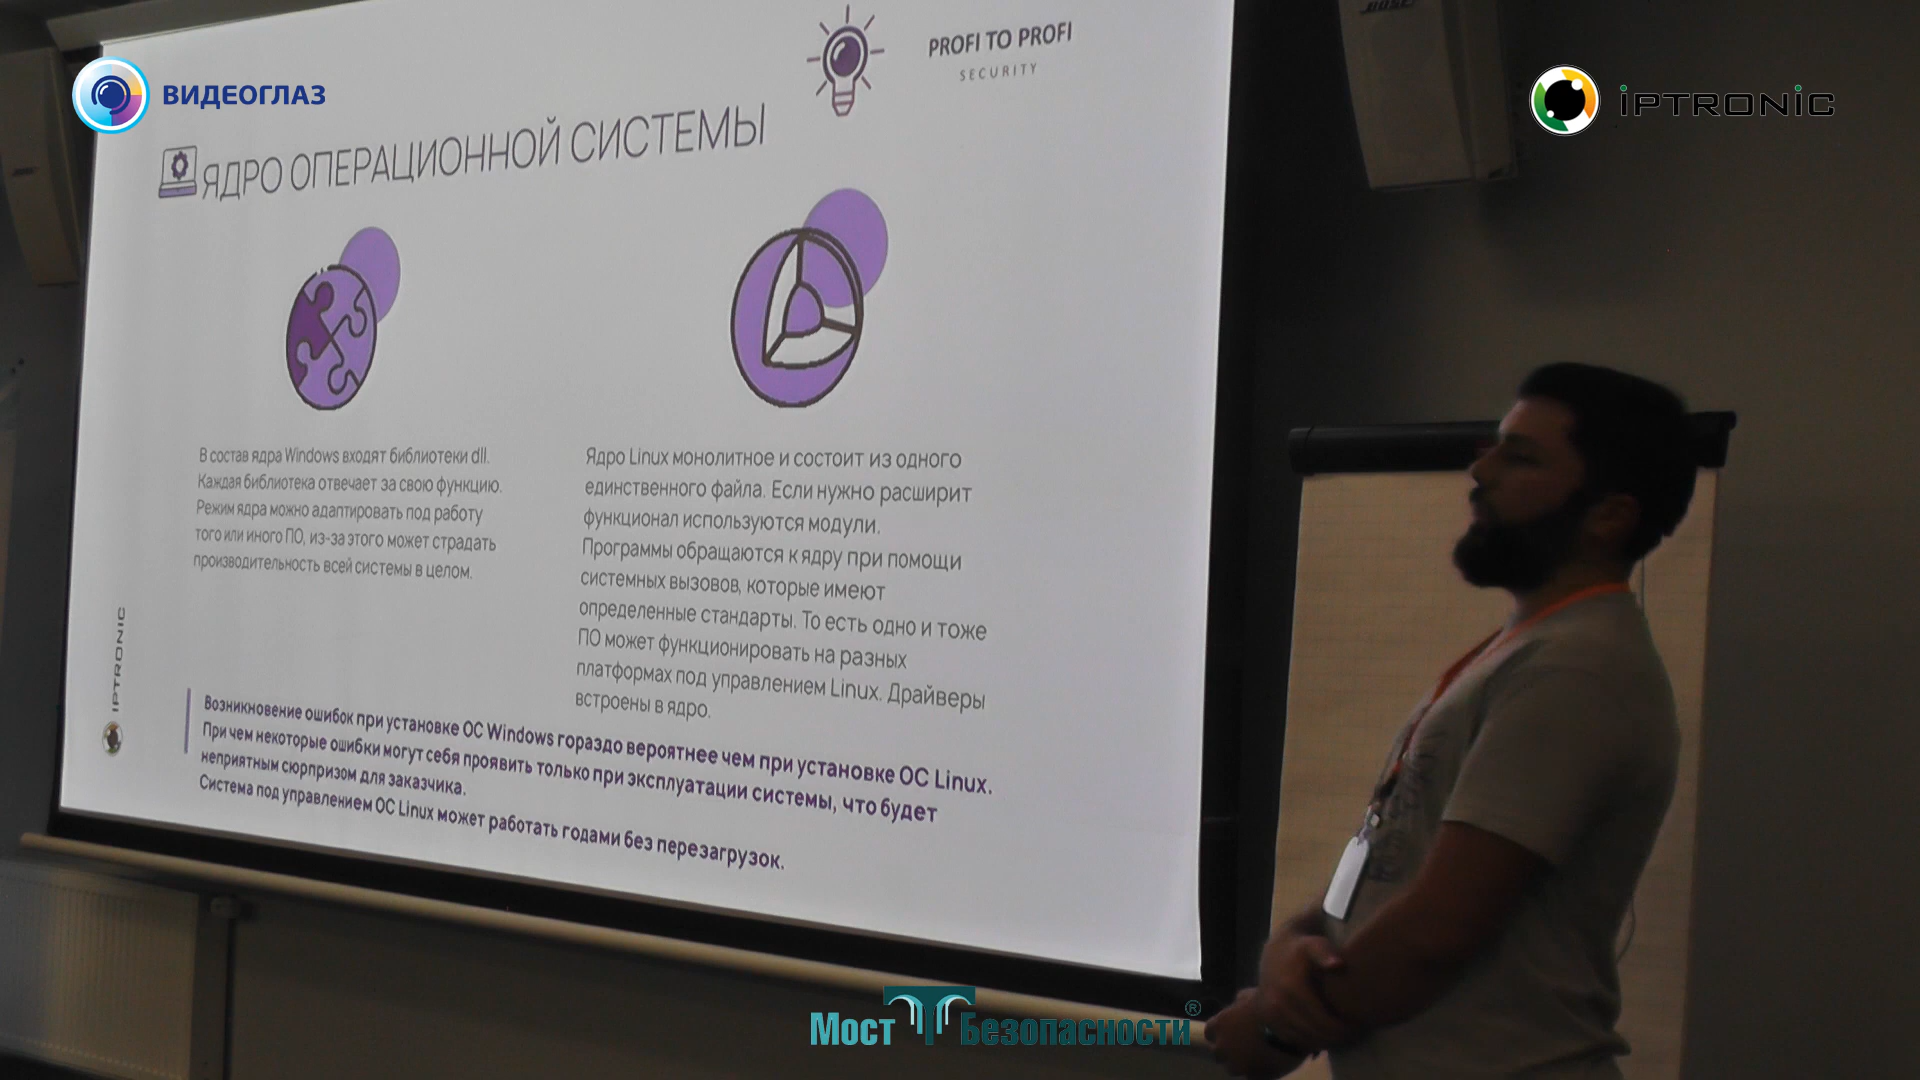 BOSE
PROFI TO PROFI
SECURITY
ВИДЕОГЛАЗ
iPTRONiC
ЯДРО ОПЕРАЦИОННОЙ СИСТЕМЫ
В состав ядра Windows входят библиотеки dll.
Каждая библиотека отвечает за свою функцию.
Режим ядра можно адаптировать под работу
того или иного ПО, из-за этого может страдать
производительность всей системы в целом.
Ядро Linux монолитное и состоит из одного
единственного файла. Если нужно расширит
функционал используются модули.
Программы обращаются к ядру при помощи
системных вызовов, которые имеют
определенные стандарты. То есть одно и тоже
ПО может функционировать на разных
платформах под управлением Linux. Драйверы
встроены в ядро.
iPTRONiC
Возникновение ошибок при установке ОС Windows гораздо вероятнее чем при установке ОС Linux.
При чем некоторые ошибки могут себя проявить только при эксплуатации системы, что будет
неприятным сюрпризом для заказчика.
Система под управлением ОС Linux может работать годами без перезагрузок.
Мост Безопасности ®